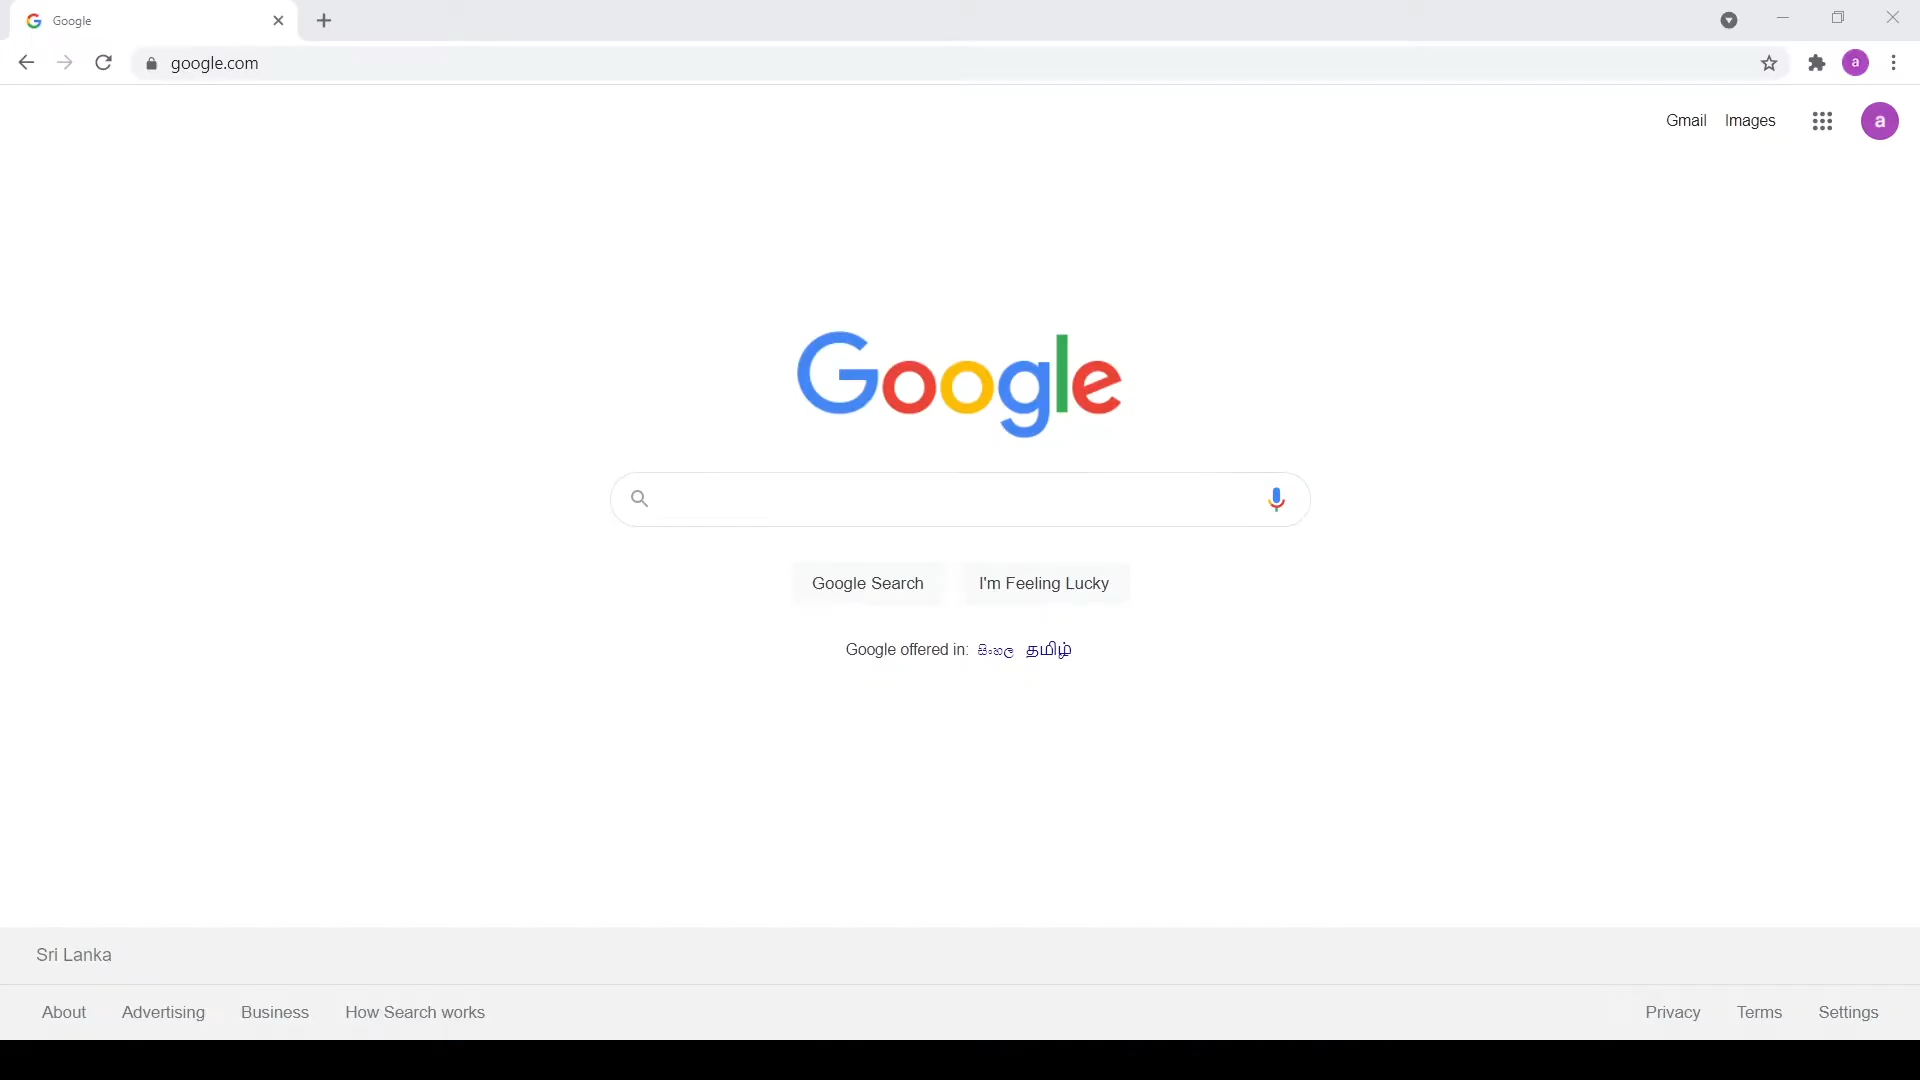 Google
google.com
a
Gmail Images
a
Google
Google Search I'm Feeling Lucky
Google offered in: සිංහල தமிழ்
Sri Lanka
About Advertising Business How Search works Privacy Terms Settings